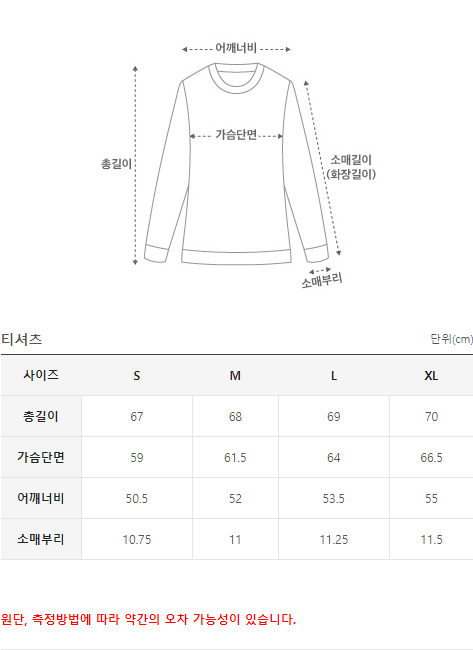 어깨너비
가슴단면
총길이
소매길이
(화장길이)
소매부리
티셔츠 단위(cm)
사이즈 S M L XL
총길이 67 68 69 70
가슴단면 59 61.5 64 66.5
어깨너비 50.5 52 53.5 55
소매부리 10.75 11 11.25 11.5
원단, 측정방법에 따라 약간의 오차 가능성이 있습니다.